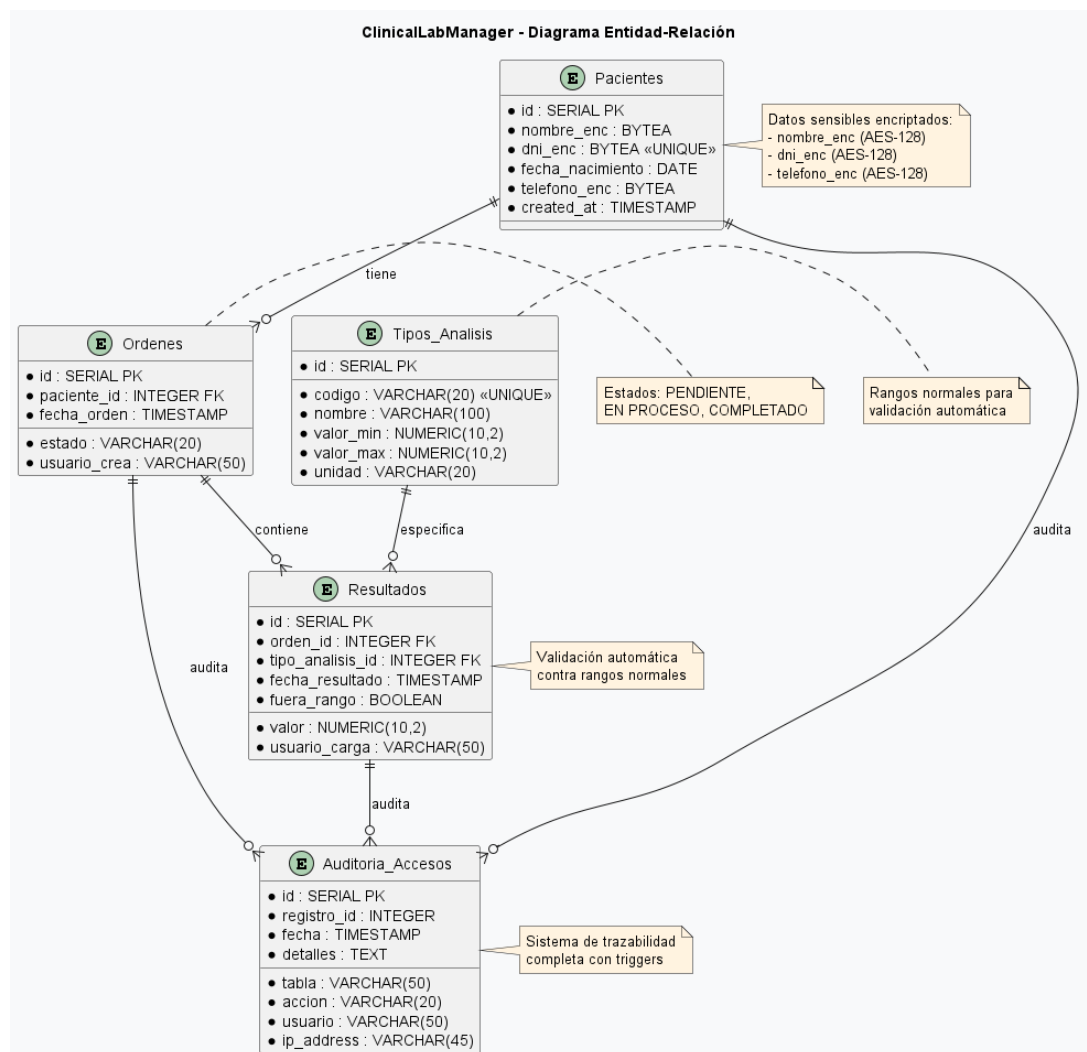 ClinicalLabManager - Diagrama Entidad-Relación
E Pacientes
id : SERIAL PK
nombre_enc : BYTEA
dni_enc : BYTEA «UNIQUE»
fecha_nacimiento : DATE
telefono_enc : BYTEA
created_at : TIMESTAMP
Datos sensibles encriptados:
- nombre_enc (AES-128)
- dni_enc (AES-128)
- telefono_enc (AES-128)
tiene
E Ordenes
id : SERIAL PK
paciente_id : INTEGER FK
fecha_orden : TIMESTAMP
estado : VARCHAR(20)
usuario_crea : VARCHAR(50)
E Tipos_Analisis
id : SERIAL PK
codigo : VARCHAR(20) «UNIQUE»
nombre : VARCHAR(100)
valor_min : NUMERIC(10,2)
valor_max : NUMERIC(10,2)
unidad : VARCHAR(20)
Estados: PENDIENTE,
EN PROCESO, COMPLETADO
Rangos normales para
validación automática
contiene
especifica
audita
E Resultados
id : SERIAL PK
orden_id : INTEGER FK
tipo_analisis_id : INTEGER FK
fecha_resultado : TIMESTAMP
fuera_rango : BOOLEAN
valor : NUMERIC(10,2)
usuario_carga : VARCHAR(50)
Validación automática
contra rangos normales
audita
audita
E Auditoria_Accesos
id : SERIAL PK
registro_id : INTEGER
fecha : TIMESTAMP
detalles : TEXT
tabla : VARCHAR(50)
accion : VARCHAR(20)
usuario : VARCHAR(50)
ip_address : VARCHAR(45)
Sistema de trazabilidad
completa con triggers